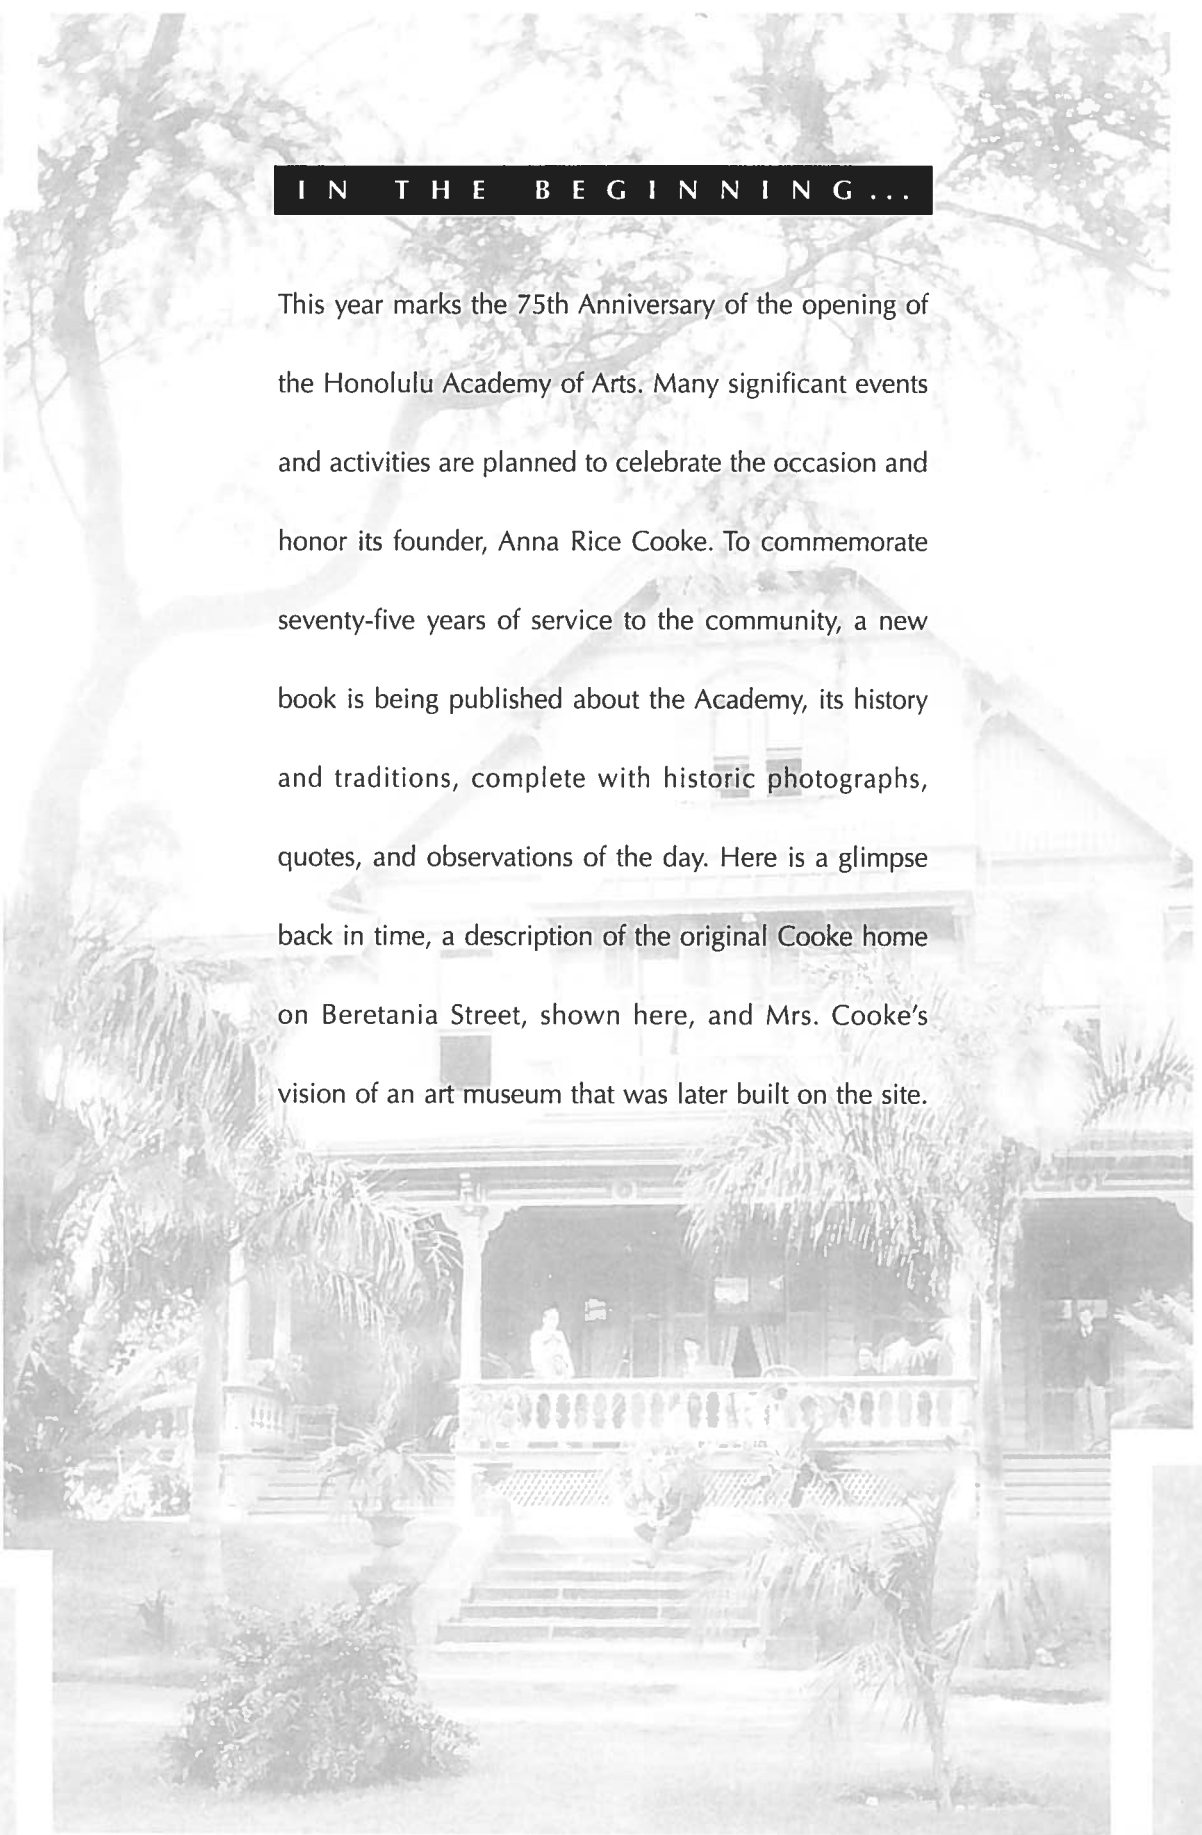 IN THE BEGINNING...
This year marks the 75th Anniversary of the opening of
the Honolulu Academy of Arts. Many significant events
and activities are planned to celebrate the occasion and
honor its founder, Anna Rice Cooke. To commemorate
seventy-five years of service to the community, a new
book is being published about the Academy, its history
and traditions, complete with historic photographs,
quotes, and observations of the day. Here is a glimpse
back in time, a description of the original Cooke home
on Beretania Street, shown here, and Mrs. Cooke's
vision of an art museum that was later built on the site.